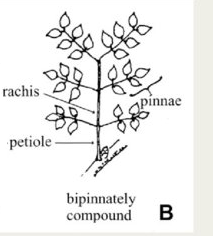 rachis
pinnae
petiole
bipinnately
compound B